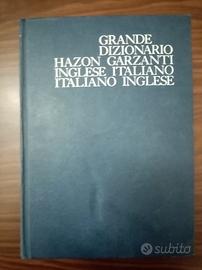 GRANDE
DIZIONARIO
HAZON GARZANTI
INGLESE ITALIANO
ITALIANO INGLESE
subito